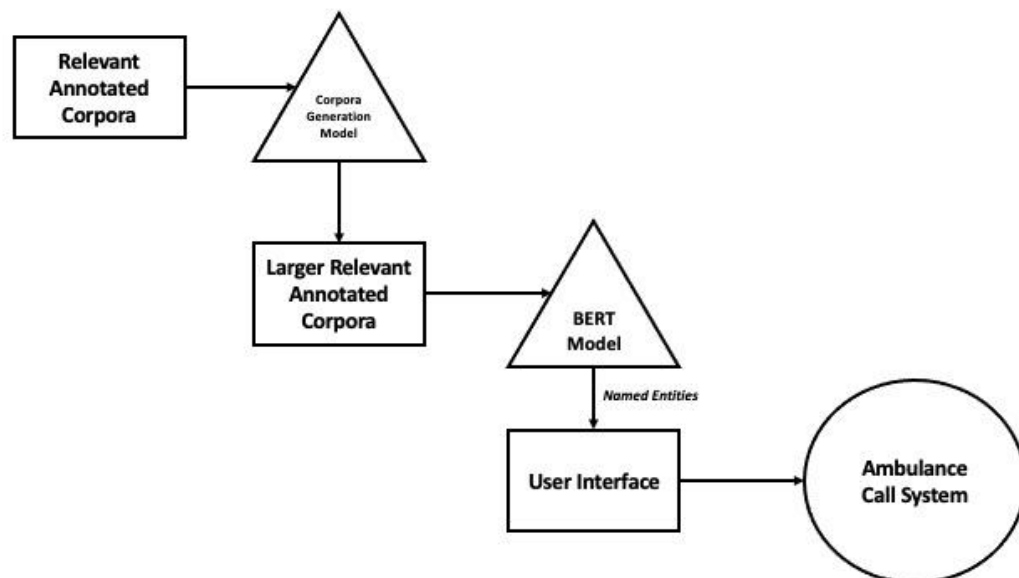 Relevant
Annotated
Corpora
Corpora
Generation
Model
Larger Relevant
Annotated
Corpora
BERT
Model
Named Entities
User Interface
Ambulance
Call System